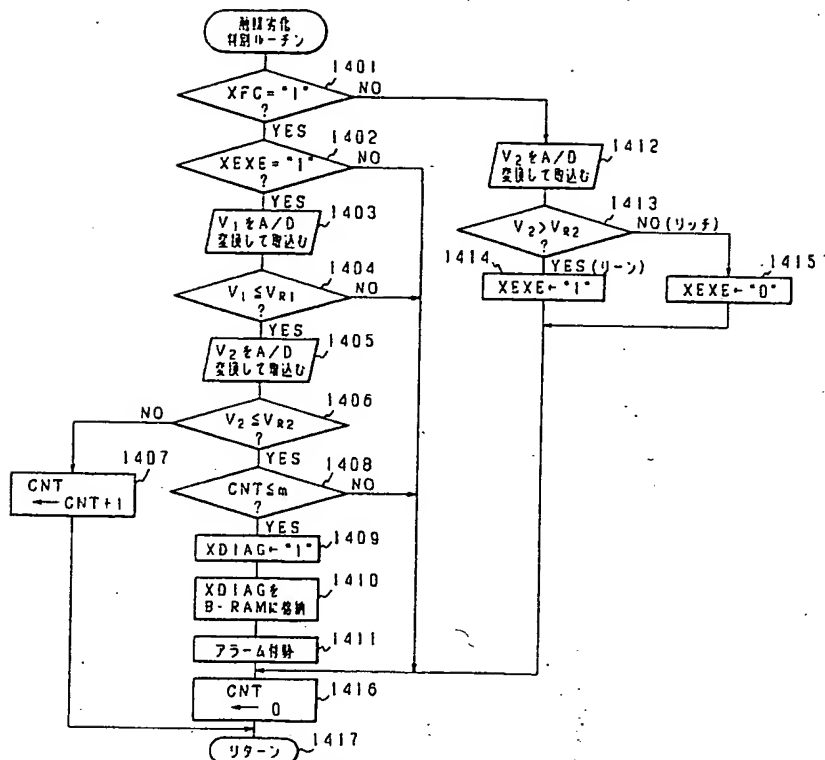 触媒劣化
判別ルーチン
1401
XFC="1"
?
NO
YES
1402
XEXE="1"
?
NO
YES
1403
V1をA/D
変換して取込む
1404
V1≤VR1
?
NO
YES
1405
V2をA/D
変換して取込む
1406
V2≤VR2
?
NO
YES
1407
CNT
←CNT+1
1408
CNT≤m
?
NO
YES
1409
XDIAG←"1"
1410
XDIAGを
B-RAMに格納
1411
アラーム付勢
1412
V2をA/D
変換して取込む
1413
V2>VR2
?
NO(リッチ)
YES(リーン)
1414
XEXE←"1"
1415
XEXE←"0"
1416
CNT
← 0
リターン
1417